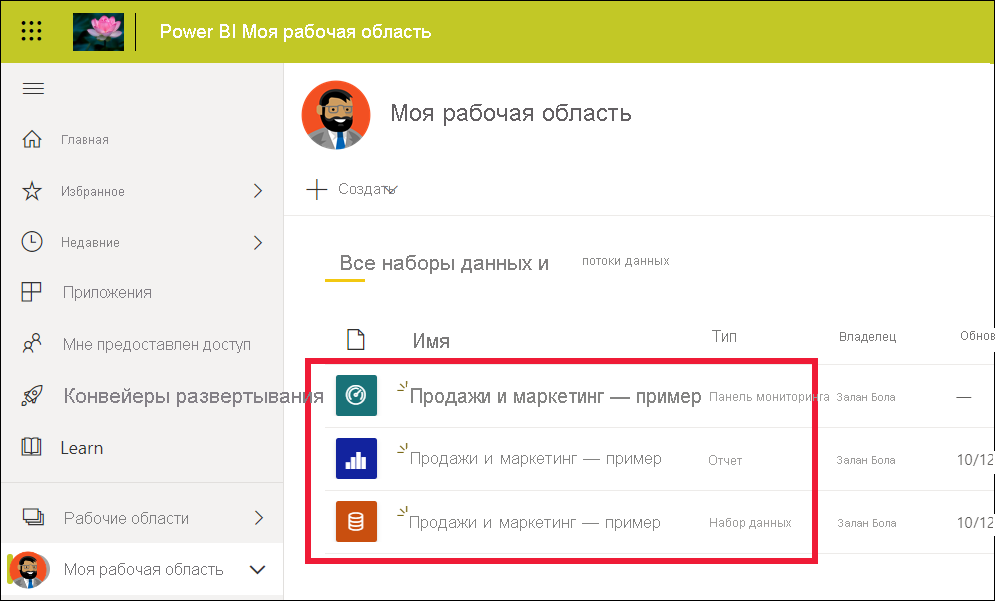 Power BI Моя рабочая область
Моя рабочая область
Создать
Главная
Избранное
Недавние
Приложения
Мне предоставлен доступ
Конвейеры развертывания
Learn
Рабочие области
Моя рабочая область
Все наборы данных и потоки данных
Имя Тип Владелец Обнов
Продажи и маркетинг — пример Панель мониторинга Залан Бола —
Продажи и маркетинг — пример Отчет Залан Бола 10/12
Продажи и маркетинг — пример Набор данных Залан Бола 10/12